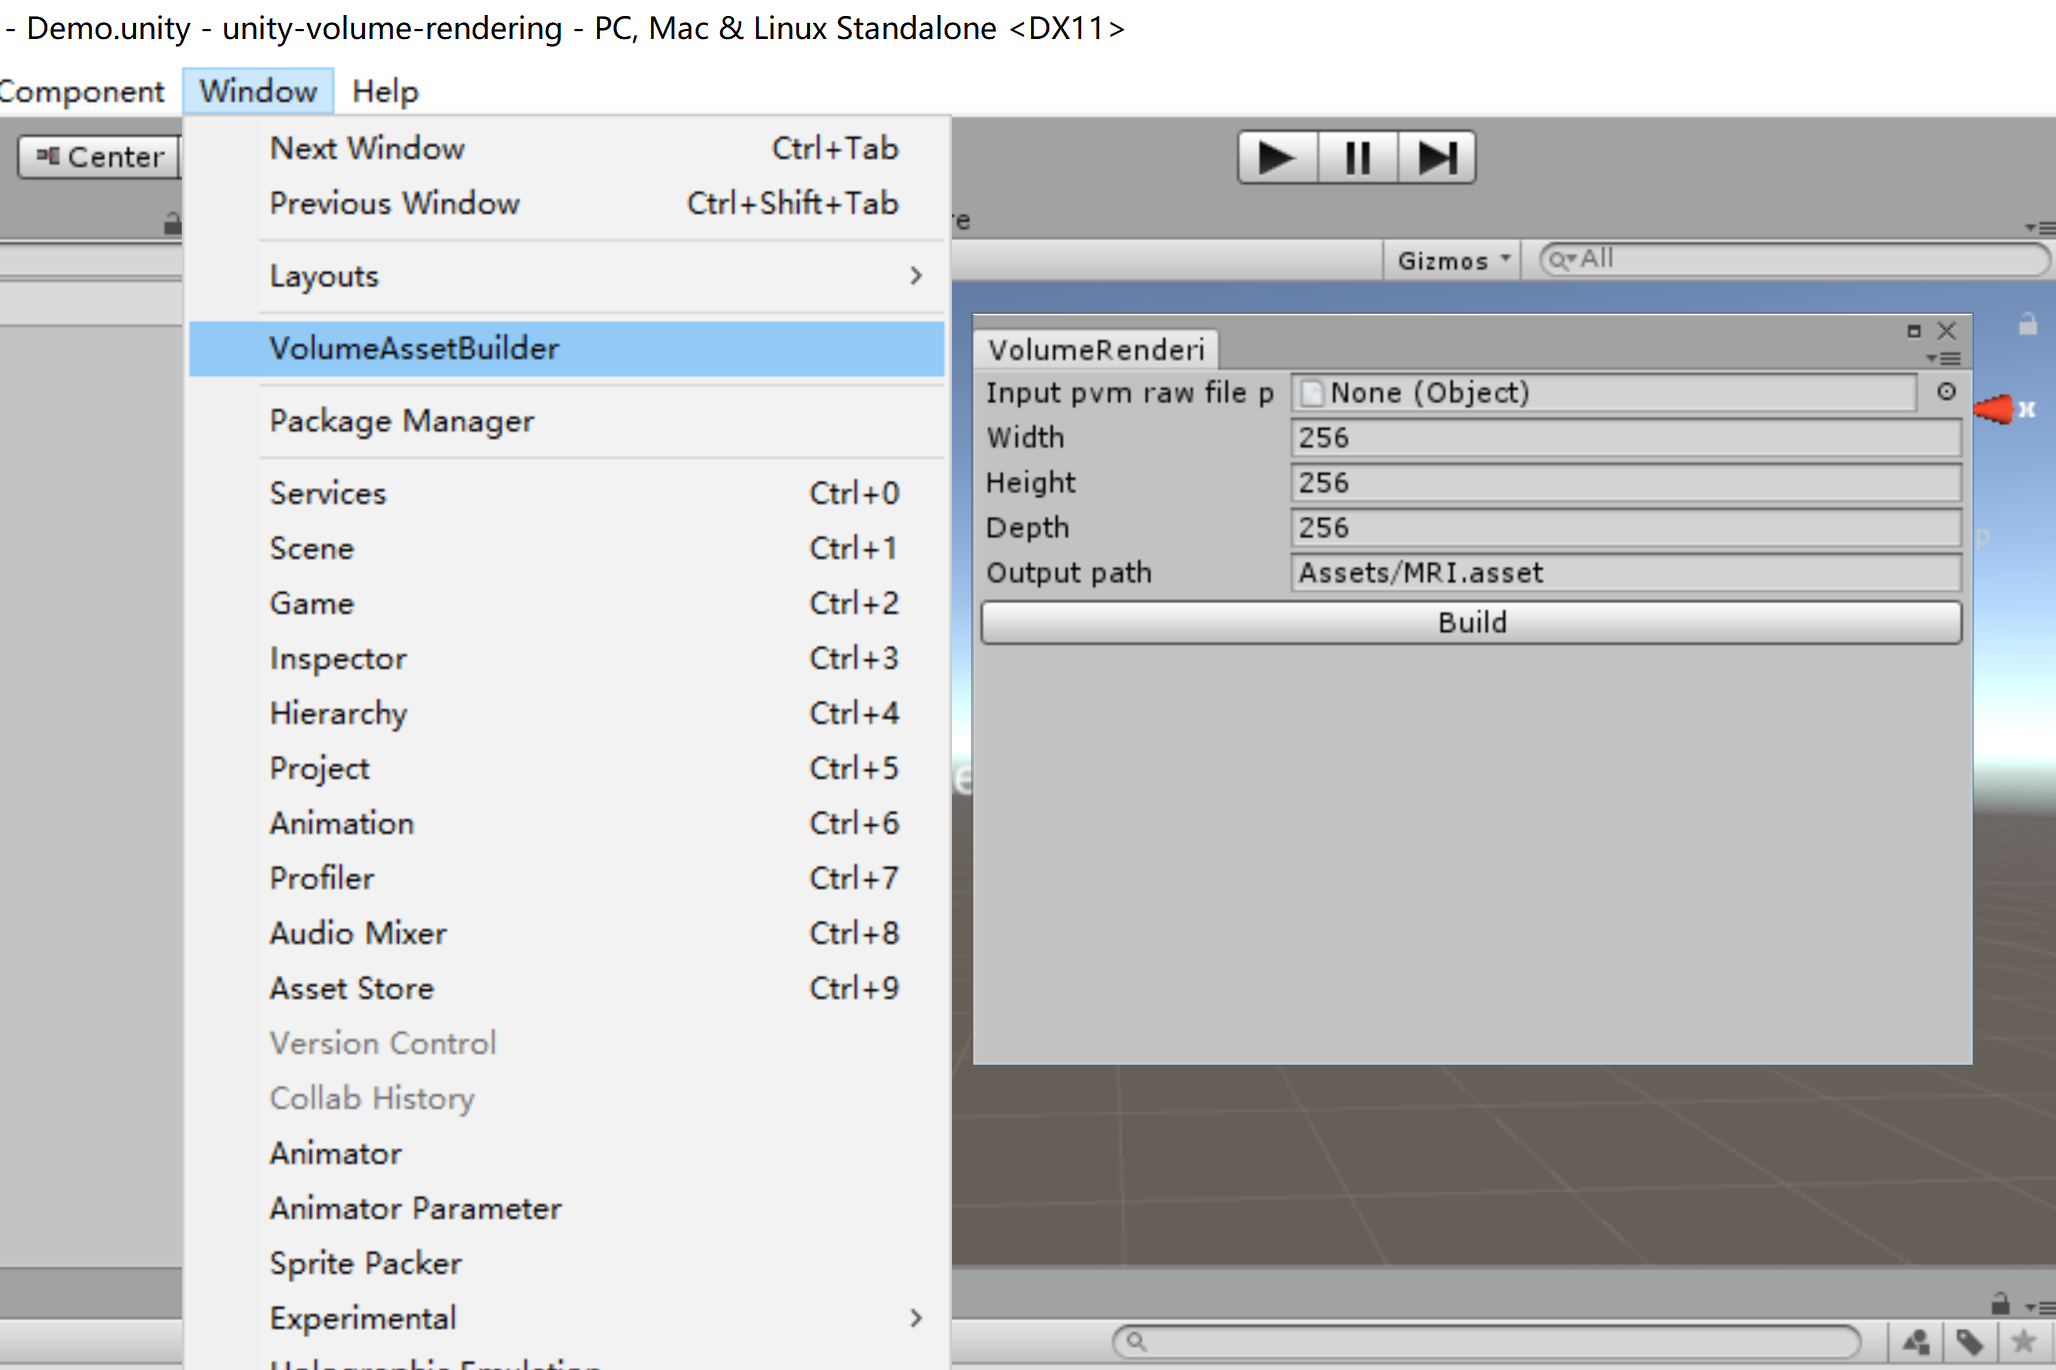 - Demo.unity - unity-volume-rendering - PC, Mac & Linux Standalone <DX11>
Component Window Help
Center
Next Window Ctrl+Tab
Previous Window Ctrl+Shift+Tab
re
Layouts
Gizmos All
VolumeAssetBuilder
Package Manager
Services Ctrl+0
Scene Ctrl+1
Game Ctrl+2
Inspector Ctrl+3
Hierarchy Ctrl+4
Project Ctrl+5
Animation Ctrl+6
Profiler Ctrl+7
Audio Mixer Ctrl+8
Asset Store Ctrl+9
Version Control
Collab History
Animator
Animator Parameter
Sprite Packer
Experimental
VolumeRenderi
Input pvm raw file p None (Object)
Width 256
Height 256
Depth 256
Output path Assets/MRI.asset
Build
x
p
e